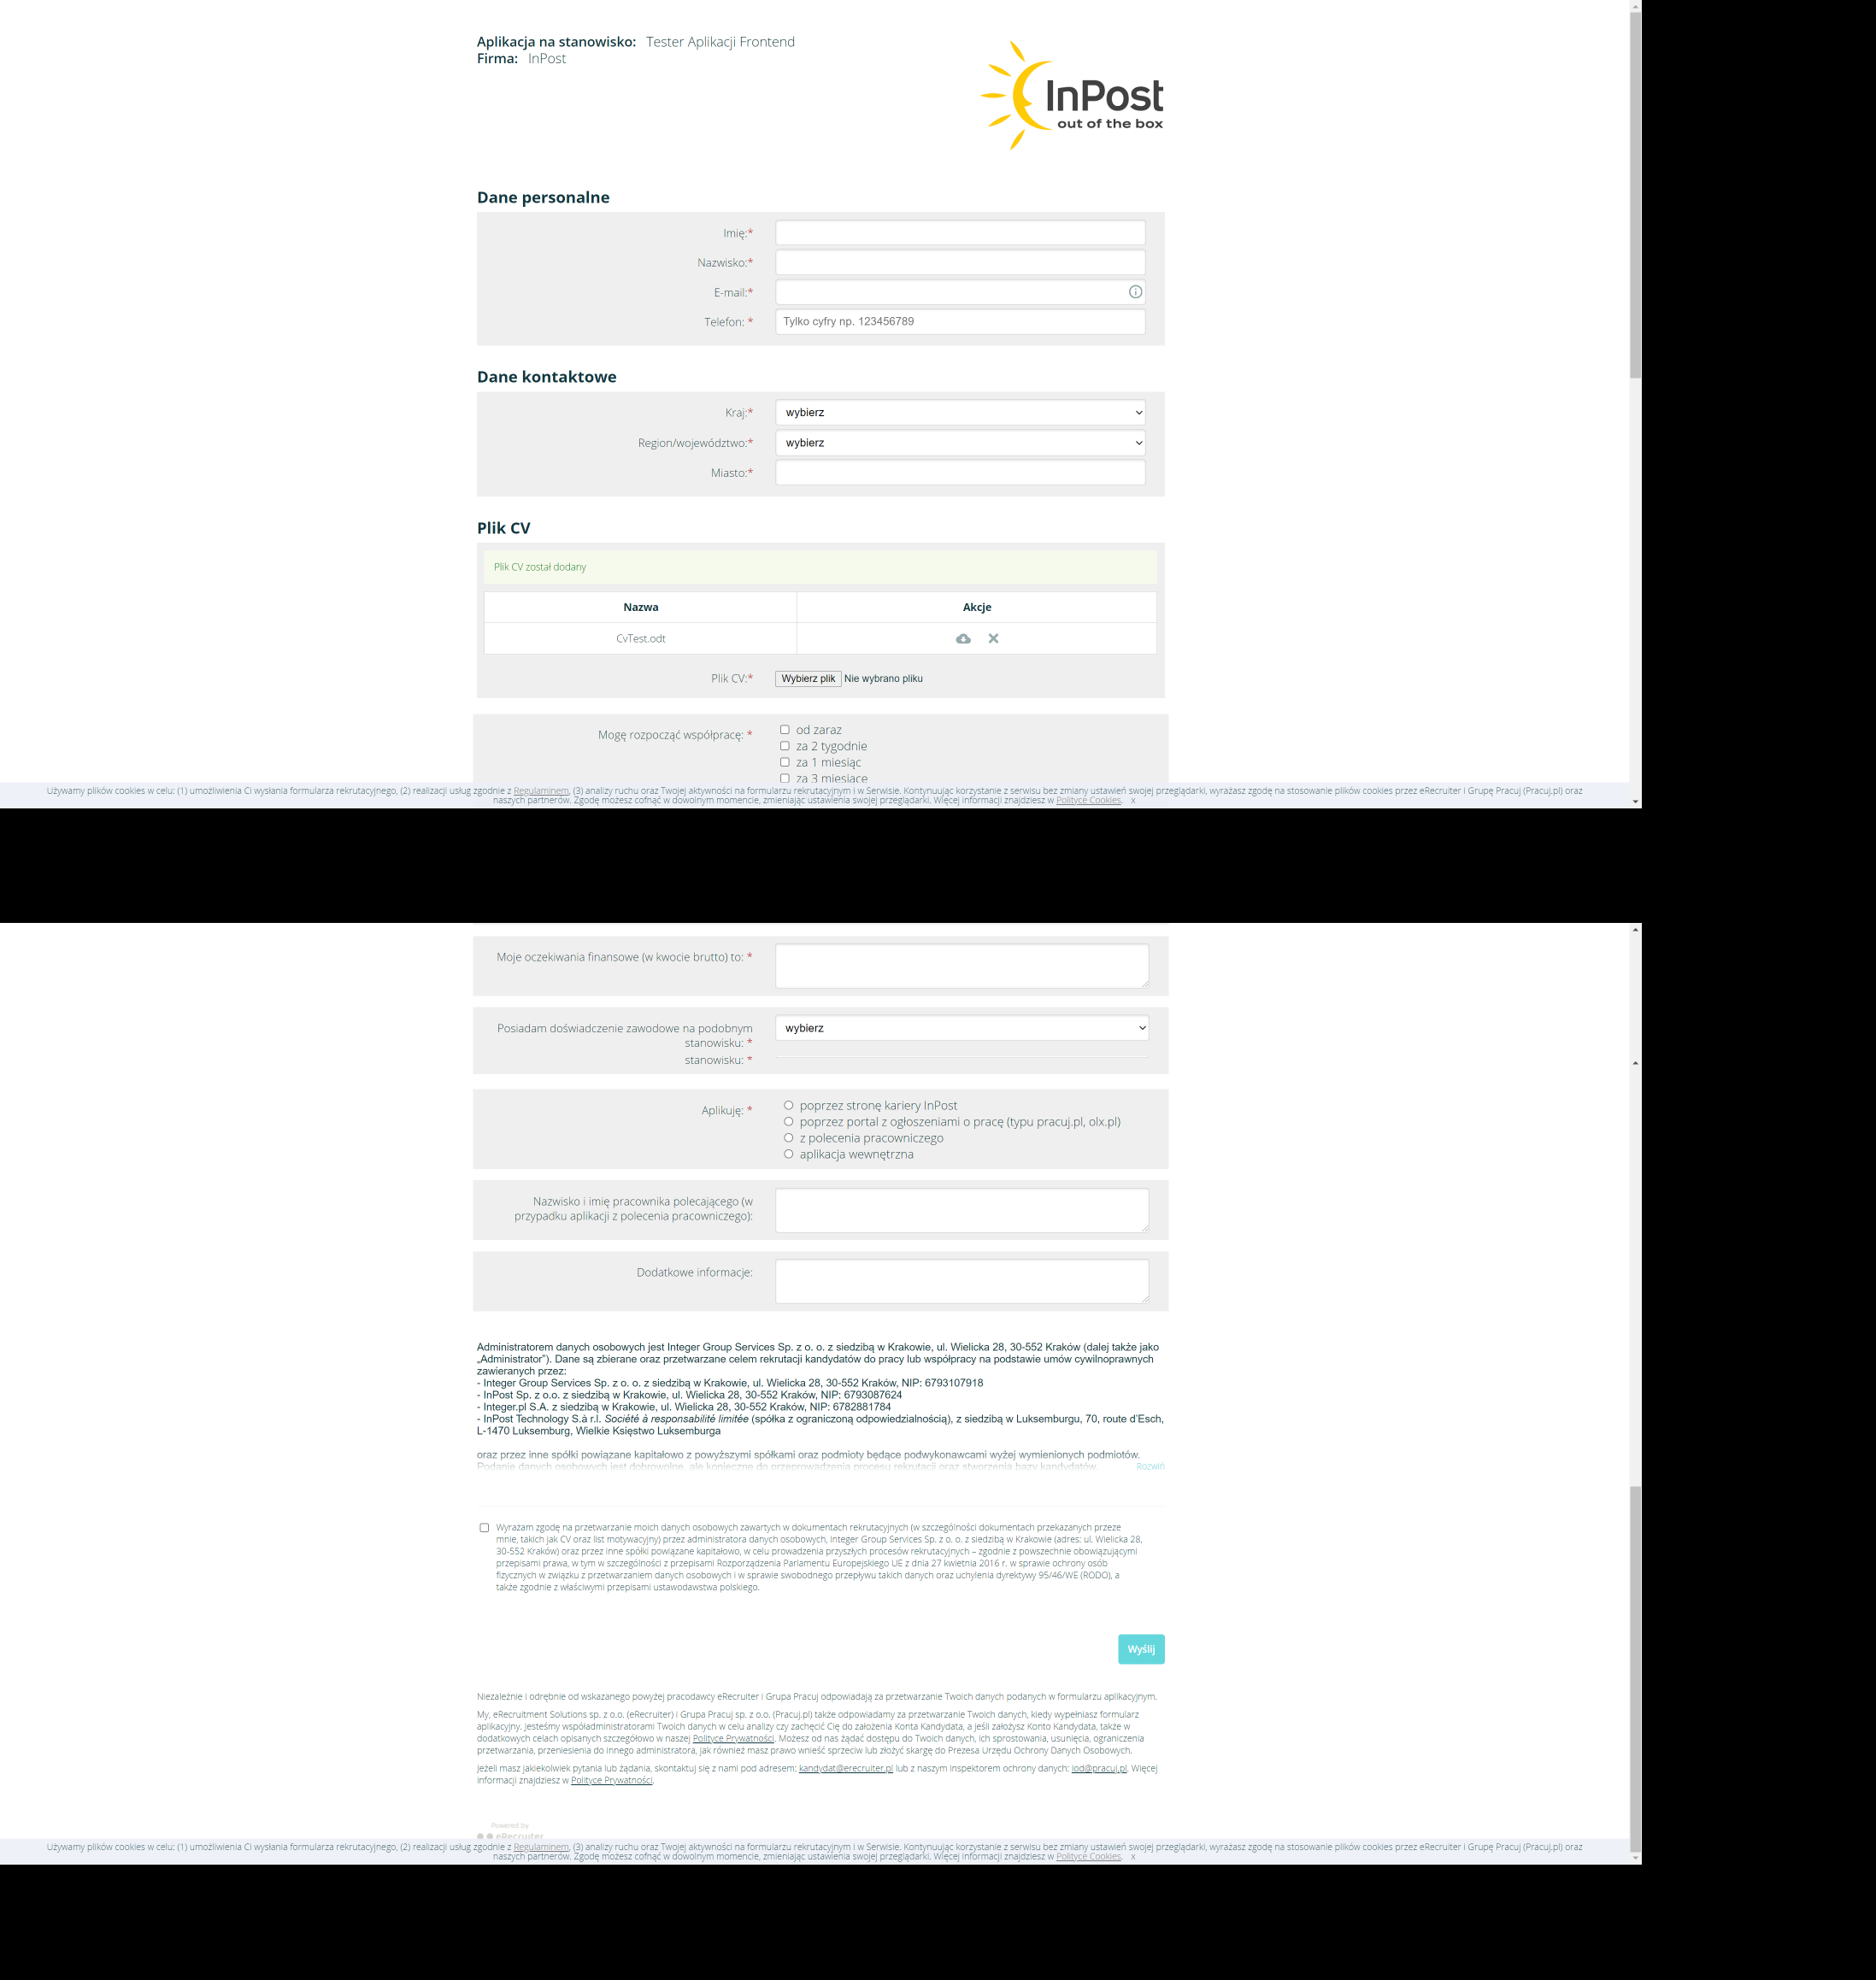 Aplikacja na stanowisko: Tester Aplikacji Frontend
Firma: InPost
InPost
out of the box
Dane personalne
Imię:*
Nazwisko:*
E-mail:*
Telefon: * Tylko cyfry np. 123456789
Dane kontaktowe
Kraj:* wybierz
Region/województwo:* wybierz
Miasto:*
Plik CV
Plik CV został dodany
Nazwa Akcje
CvTest.odt
Plik CV:* Wybierz plik Nie wybrano pliku
Mogę rozpocząć współpracę: * od zaraz
za 2 tygodnie
za 1 miesiąc
za 3 miesiące
Używamy plików cookies w celu: (1) umożliwienia Ci wysłania formularza rekrutacyjnego, (2) realizacji usług zgodnie z Regulaminem, (3) analizy ruchu oraz Twojej aktywności na formularzu rekrutacyjnym i w Serwisie. Kontynuując korzystanie z serwisu bez zmiany ustawień swojej przeglądarki, wyrażasz zgodę na stosowanie plików cookies przez eRecruiter i Grupę Pracuj (Pracuj.pl) oraz
naszych partnerów. Zgodę możesz cofnąć w dowolnym momencie, zmieniając ustawienia swojej przeglądarki. Więcej informacji znajdziesz w Polityce Cookies. x
Moje oczekiwania finansowe (w kwocie brutto) to: *
Posiadam doświadczenie zawodowe na podobnym wybierz
stanowisku: *
stanowisku: *
Aplikuję: * poprzez stronę kariery InPost
poprzez portal z ogłoszeniami o pracę (typu pracuj.pl, olx.pl)
z polecenia pracowniczego
aplikacja wewnętrzna
Nazwisko i imię pracownika polecającego (w
przypadku aplikacji z polecenia pracowniczego):
Dodatkowe informacje:
Administratorem danych osobowych jest Integer Group Services Sp. z o. o. z siedzibą w Krakowie, ul. Wielicka 28, 30-552 Kraków (dalej także jako
„Administrator”). Dane są zbierane oraz przetwarzane celem rekrutacji kandydatów do pracy lub współpracy na podstawie umów cywilnoprawnych
zawieranych przez:
- Integer Group Services Sp. z o. o. z siedzibą w Krakowie, ul. Wielicka 28, 30-552 Kraków, NIP: 6793107918
- InPost Sp. z o.o. z siedzibą w Krakowie, ul. Wielicka 28, 30-552 Kraków, NIP: 6793087624
- Integer.pl S.A. z siedzibą w Krakowie, ul. Wielicka 28, 30-552 Kraków, NIP: 6782881784
- InPost Technology S.à r.l. Société à responsabilité limitée (spółka z ograniczoną odpowiedzialnością), z siedzibą w Luksemburgu, 70, route d’Esch,
L-1470 Luksemburg, Wielkie Księstwo Luksemburga
oraz przez inne spółki powiązane kapitałowo z powyższymi spółkami oraz podmioty będące podwykonawcami wyżej wymienionych podmiotów.
Podanie danych osobowych jest dobrowolne, ale konieczne do przeprowadzenia procesu rekrutacji oraz stworzenia bazy kandydatów. Rozwiń
Wyrażam zgodę na przetwarzanie moich danych osobowych zawartych w dokumentach rekrutacyjnych (w szczególności dokumentach przekazanych przeze
mnie, takich jak CV oraz list motywacyjny) przez administratora danych osobowych, Integer Group Services Sp. z o. o. z siedzibą w Krakowie (adres: ul. Wielicka 28,
30-552 Kraków) oraz przez inne spółki powiązane kapitałowo, w celu prowadzenia przyszłych procesów rekrutacyjnych – zgodnie z powszechnie obowiązującymi
przepisami prawa, w tym w szczególności z przepisami Rozporządzenia Parlamentu Europejskiego UE z dnia 27 kwietnia 2016 r. w sprawie ochrony osób
fizycznych w związku z przetwarzaniem danych osobowych i w sprawie swobodnego przepływu takich danych oraz uchylenia dyrektywy 95/46/WE (RODO), a
także zgodnie z właściwymi przepisami ustawodawstwa polskiego.
Wyślij
Niezależnie i odrębnie od wskazanego powyżej pracodawcy eRecruiter i Grupa Pracuj odpowiadają za przetwarzanie Twoich danych podanych w formularzu aplikacyjnym.
My, eRecruitment Solutions sp. z o.o. (eRecruiter) i Grupa Pracuj sp. z o.o. (Pracuj.pl) także odpowiadamy za przetwarzanie Twoich danych, kiedy wypełniasz formularz
aplikacyjny. Jesteśmy współadministratorami Twoich danych w celu analizy czy zachęcić Cię do założenia Konta Kandydata, a jeśli założysz Konto Kandydata, także w
dodatkowych celach opisanych szczegółowo w naszej Polityce Prywatności. Możesz od nas żądać dostępu do Twoich danych, ich sprostowania, usunięcia, ograniczenia
przetwarzania, przeniesienia do innego administratora, jak również masz prawo wnieść sprzeciw lub złożyć skargę do Prezesa Urzędu Ochrony Danych Osobowych.
Jeżeli masz jakiekolwiek pytania lub żądania, skontaktuj się z nami pod adresem: kandydat@erecruiter.pl lub z naszym inspektorem ochrony danych: iod@pracuj.pl. Więcej
informacji znajdziesz w Polityce Prywatności.
Powered by
eRecruiter
Używamy plików cookies w celu: (1) umożliwienia Ci wysłania formularza rekrutacyjnego, (2) realizacji usług zgodnie z Regulaminem, (3) analizy ruchu oraz Twojej aktywności na formularzu rekrutacyjnym i w Serwisie. Kontynuując korzystanie z serwisu bez zmiany ustawień swojej przeglądarki, wyrażasz zgodę na stosowanie plików cookies przez eRecruiter i Grupę Pracuj (Pracuj.pl) oraz
naszych partnerów. Zgodę możesz cofnąć w dowolnym momencie, zmieniając ustawienia swojej przeglądarki. Więcej informacji znajdziesz w Polityce Cookies. x